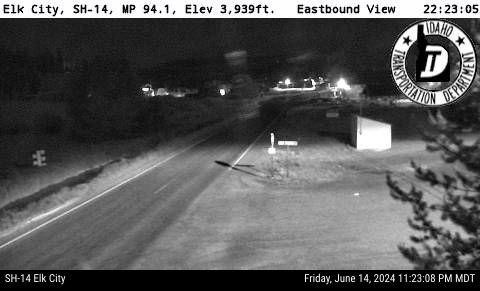 Elk City, SH-14, MP 94.1, Elev 3,939ft. Eastbound View 22:23:05
IDAHO
TRANSPORTATION DEPARTMENT
SH-14 Elk City Friday, June 14, 2024 11:23:08 PM MDT